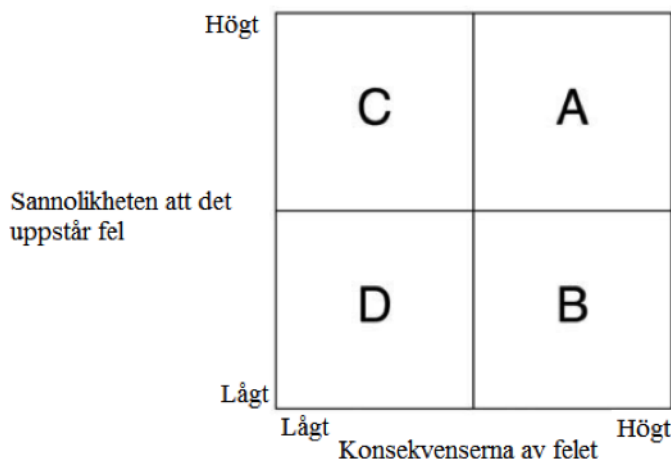 Högt
C A
Sannolikheten att det
uppstår fel
D B
Lågt
Lågt Högt
Konsekvenserna av felet